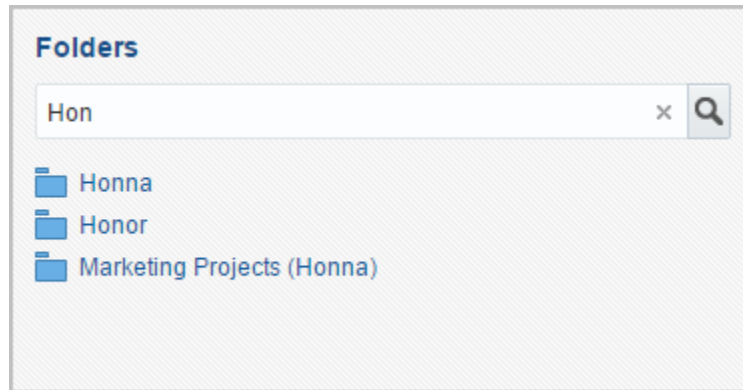 Folders
Hon
Honna
Honor
Marketing Projects (Honna)